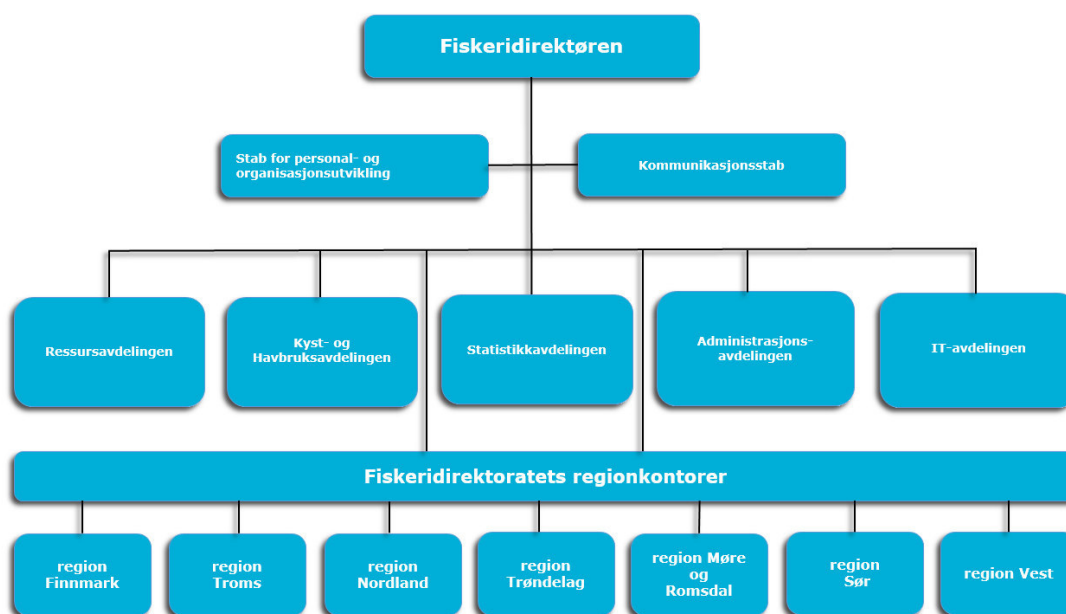 Fiskeridirektøren
Stab for personal- og
organisasjonsutvikling
Kommunikasjonsstab
Ressursavdelingen
Kyst- og
Havbruksavdelingen
Statistikkavdelingen
Administrasjons-
avdelingen
IT-avdelingen
Fiskeridirektoratets regionkontorer
region
Finnmark
region
Troms
region
Nordland
region
Trøndelag
region Møre
og
Romsdal
region
Sør
region Vest